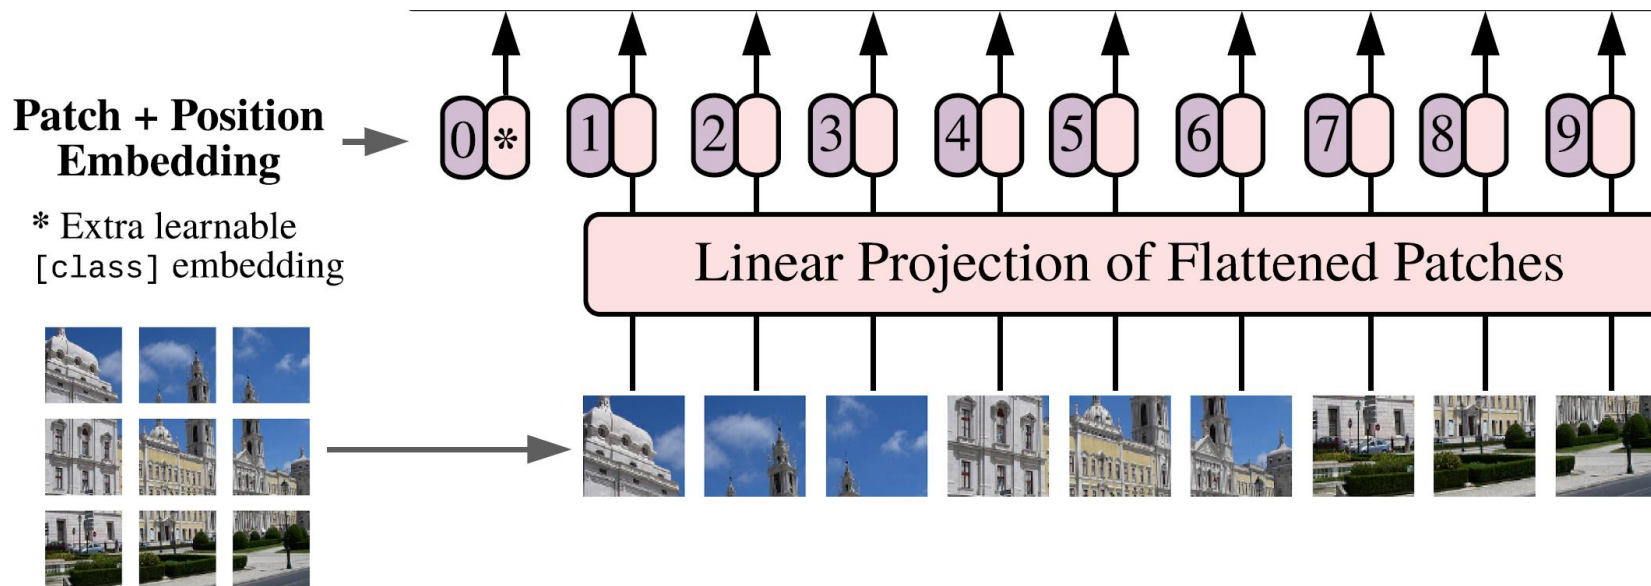 Patch + Position
Embedding
0 * 1 2 3 4 5 6 7 8 9
* Extra learnable
[class] embedding
Linear Projection of Flattened Patches